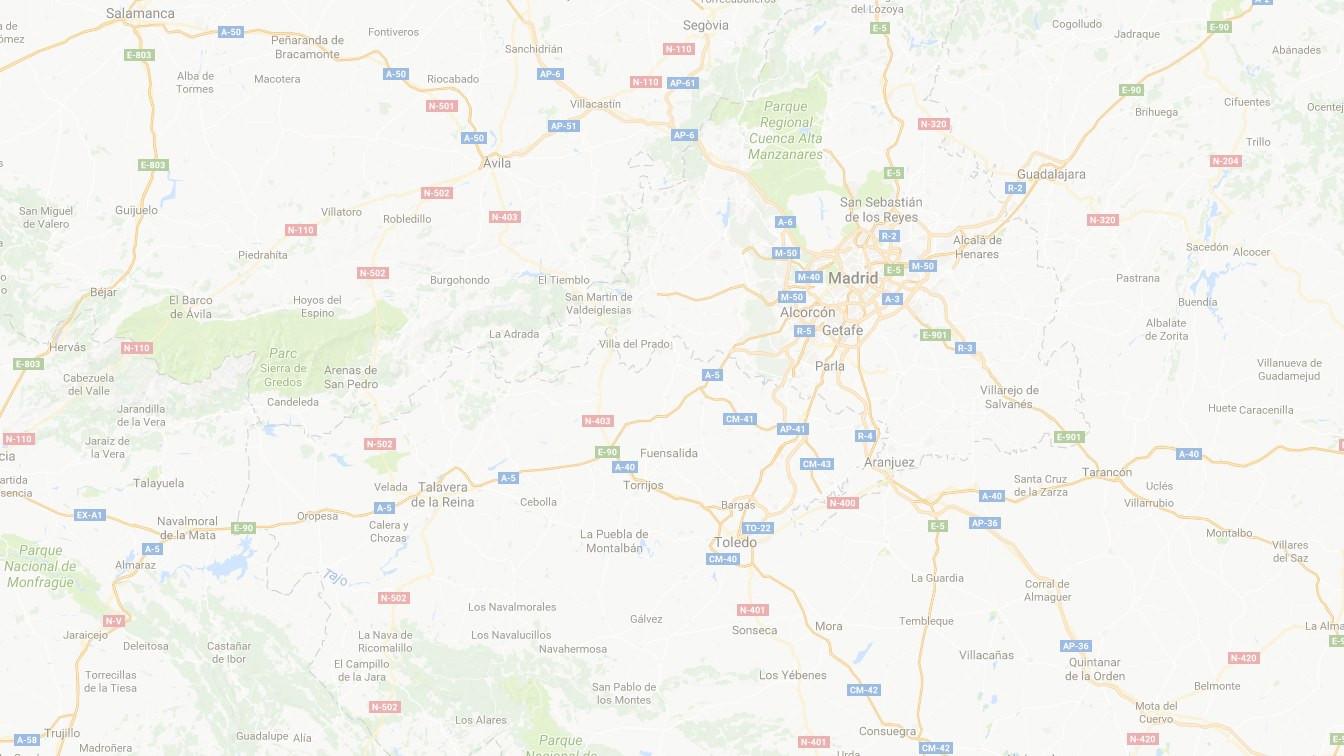 Salamanca
A-50
Fontiveros
Segòvia
del Lozoya
E-5
Cogolludo
Jadraque
E-90
A-2
Peñaranda de
Bracamonte
E-803
Sanchidrián
N-110
Abánades
Alba de
Tormes
Macotera
A-50
Riocabado
AP-6
N-110
AP-61
E-90
N-501
Villacastín
Parque
Regional
Cuenca Alta
Manzanares
Brihuega
Cifuentes
A-50
AP-51
AP-6
N-320
Trillo
E-803
Ávila
E-5
Guadalajara
N-204
N-502
R-2
San Miguel
de Valero
Guijuelo
Villatoro
Robledillo
N-403
San Sebastián
de los Reyes
N-320
N-110
A-6
R-2
Piedrahíta
M-50
Alcalá de
Henares
Sacedón
Alcocer
N-502
Burgohondo
El Tiemblo
M-40
Madrid
E-5
M-50
Pastrana
Béjar
El Barco
de Ávila
Hoyos del
Espino
San Martín de
Valdeiglesias
M-50
A-3
Buendía
Alcorcón
La Adrada
R-5
Getafe
E-901
Albalate
de Zorita
Hervás
N-110
Villa del Prado
R-3
Parc
Sierra de
Gredos
E-803
Arenas de
San Pedro
Parla
Villanueva de
Guadamejud
Cabezuela
del Valle
A-5
Villarejo de
Salvanés
Candeleda
Jarandilla
de la Vera
N-403
CM-41
Huete
Caracenilla
N-110
Jaraiz de
la Vera
N-502
AP-41
R-4
E-901
E-90
Fuensalida
A-40
A-40
CM-43
Aranjuez
Tarancón
Talayuela
Velada
Talavera
de la Reina
A-5
Torrijos
Santa Cruz
de la Zarza
Uclés
A-40
Cebolla
Bargas
N-400
Villarrubio
EX-A1
Navalmoral
de la Mata
E-90
Oropesa
A-5
Calera y
Chozas
La Puebla de
Montalbán
TO-22
E-5
AP-36
Montalbo
A-5
Toledo
Villares
del Saz
Parque
Nacional de
Monfragüe
Almaraz
CM-40
Tajo
La Guardia
Corral de
Almaguer
N-502
Los Navalmorales
N-401
N-V
Gálvez
Sonseca
Mora
Tembleque
La Alma
Jaraicejo
Deleitosa
Castañar
de Ibor
La Nava de
Ricomalillo
Los Navalucillos
Navahermosa
AP-36
Villacañas
N-420
El Campillo
de la Jara
Quintanar
de la Orden
Torrecillas
de la Tiesa
San Pablo de
los Montes
Los Yébenes
CM-42
Belmonte
N-502
Mota del
Cuervo
Los Alares
Trujillo
A-58
Guadalupe
Alía
Parque
Consuegra
N-420
Madroñera
N-401
CM-42